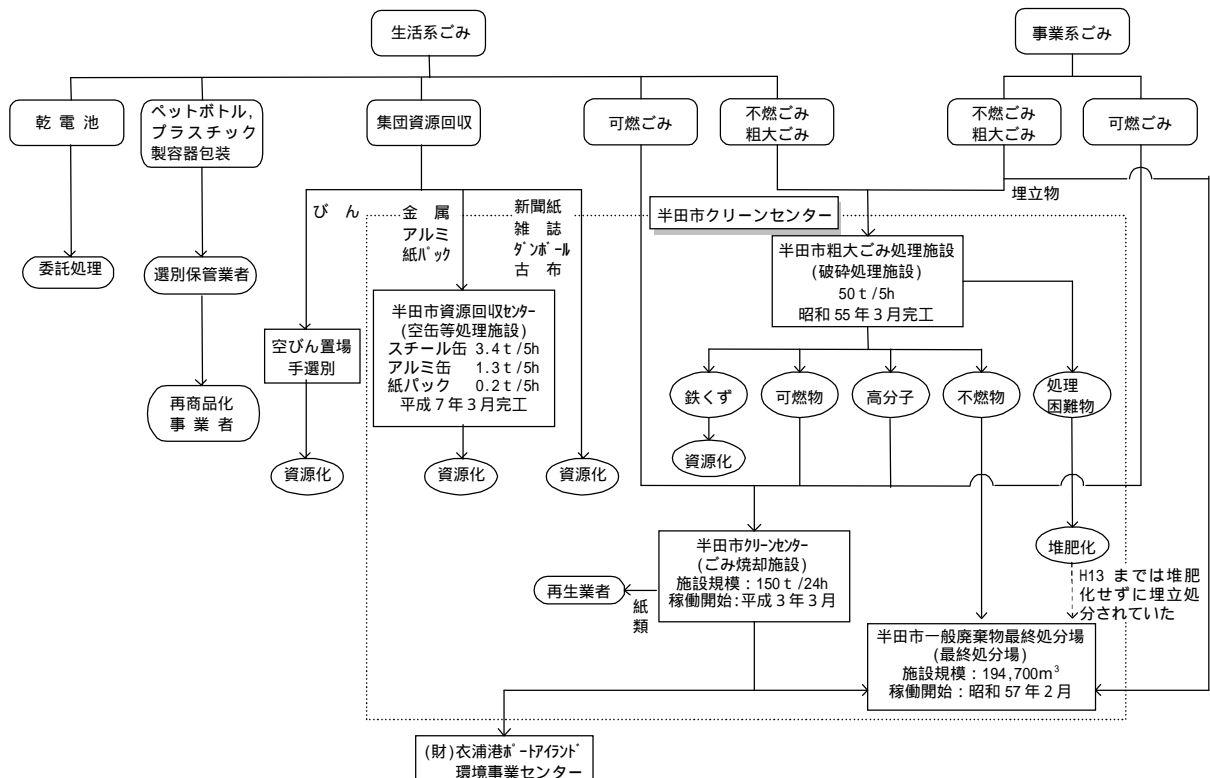 生活系ごみ
事業系ごみ
乾 電 池
ペットボトル,
プラスチック
製容器包装
集団資源回収
可燃ごみ
不燃ごみ
粗大ごみ
不燃ごみ
粗大ごみ
可燃ごみ
埋立物
び ん
金 属
アルミ
紙パック
新聞紙
雑 誌
ダンボール
古 布
半田市クリーンセンター
委託処理
選別保管業者
半田市粗大ごみ処理施設
(破砕処理施設)
50ｔ/5h
昭和 55 年３月完工
空びん置場
手選別
半田市資源回収センター
(空缶等処理施設)
スチール缶 3.4ｔ/5h
アルミ缶 1.3ｔ/5h
紙パック 0.2ｔ/5h
平成７年３月完工
再商品化
事 業 者
鉄くず
可燃物
高分子
不燃物
処理
困難物
資源化
資源化
資源化
資源化
半田市クリーンセンター
(ごみ焼却施設)
施設規模：150ｔ/24h
稼働開始:平成３年３月
再生業者
紙
類
堆肥化
H13 までは堆肥
化せずに埋立処
分されていた
半田市一般廃棄物最終処分場
(最終処分場)
施設規模：194,700m³
稼働開始：昭和 57 年２月
(財)衣浦港ポートアイランド
環境事業センター